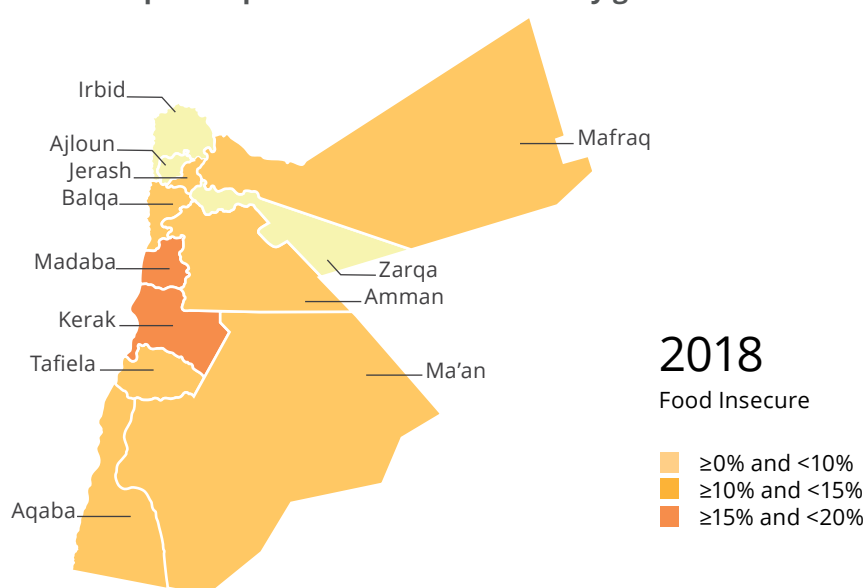 Irbid
Ajloun
Jerash
Balqa
Mafraq
Madaba
Zarqa
Amman
Kerak
Tafiela
Ma'an
Aqaba
2018
Food Insecure
≥0% and <10%
≥10% and <15%
≥15% and <20%